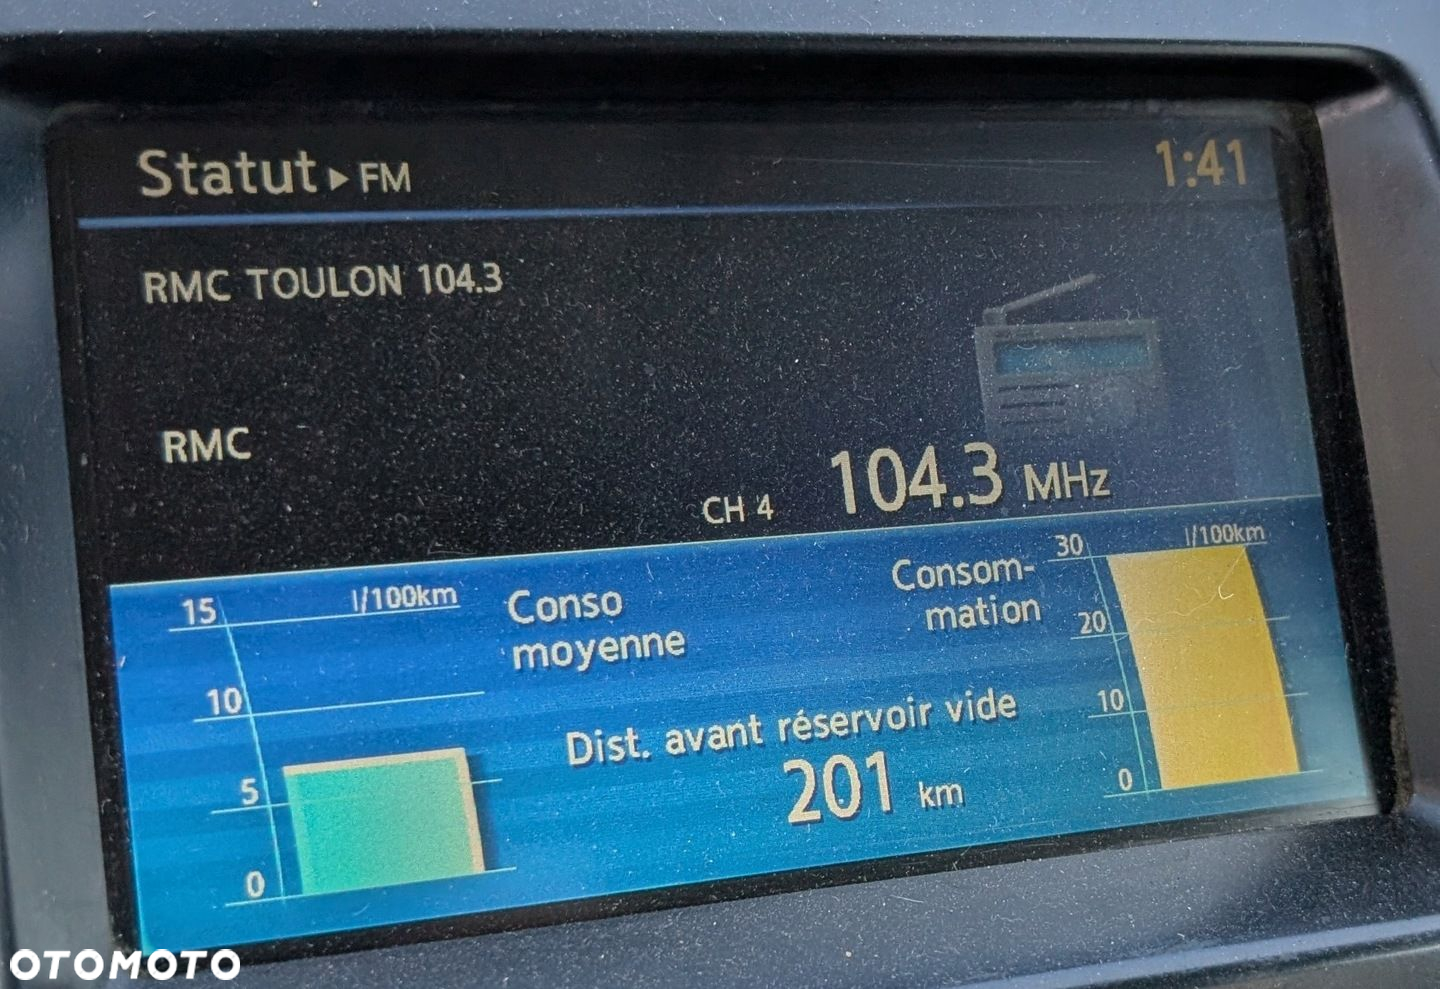 Statut ▸ FM 1:41
RMC TOULON 104.3
RMC
CH 4 104.3 MHz
15 l/100km
10
5
0
Conso
moyenne
Consom-
mation
30 l/100km
20
10
0
Dist. avant réservoir vide
201 km
OTOMOTO